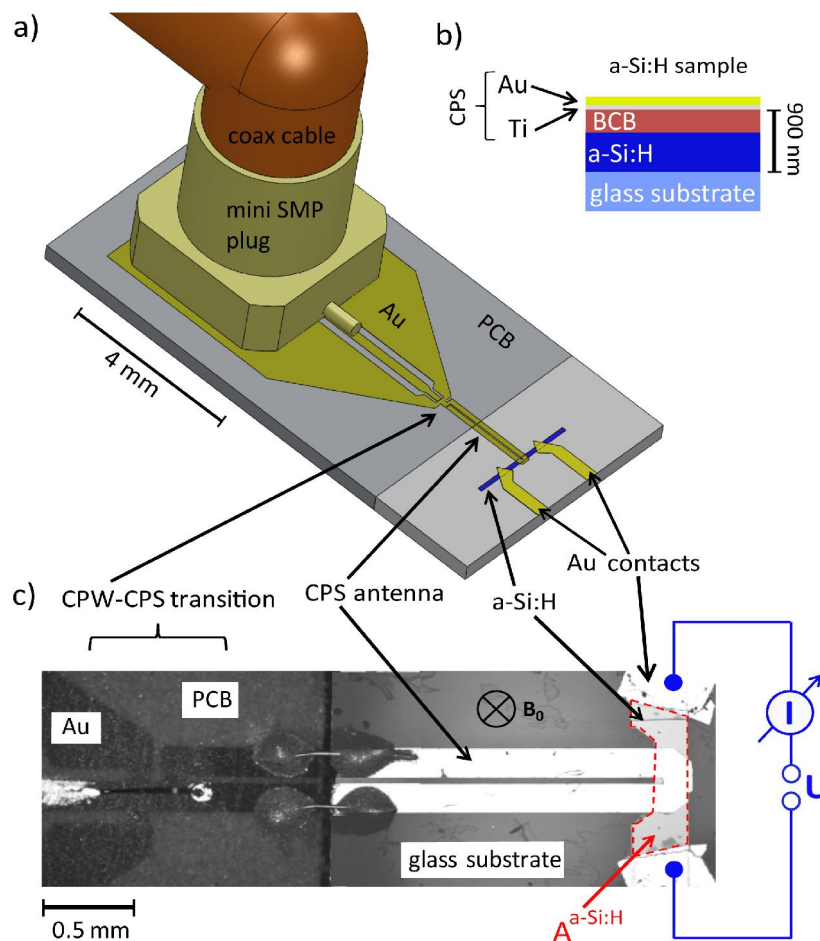 a)
coax cable
mini SMP
plug
Au
PCB
4 mm
b)
a-Si:H sample
CPS
Au
Ti
BCB
a-Si:H
glass substrate
900 nm
CPW-CPS transition
CPS antenna
a-Si:H
Au contacts
c)
PCB
Au
B₀
I
U
glass substrate
0.5 mm
A^a-Si:H